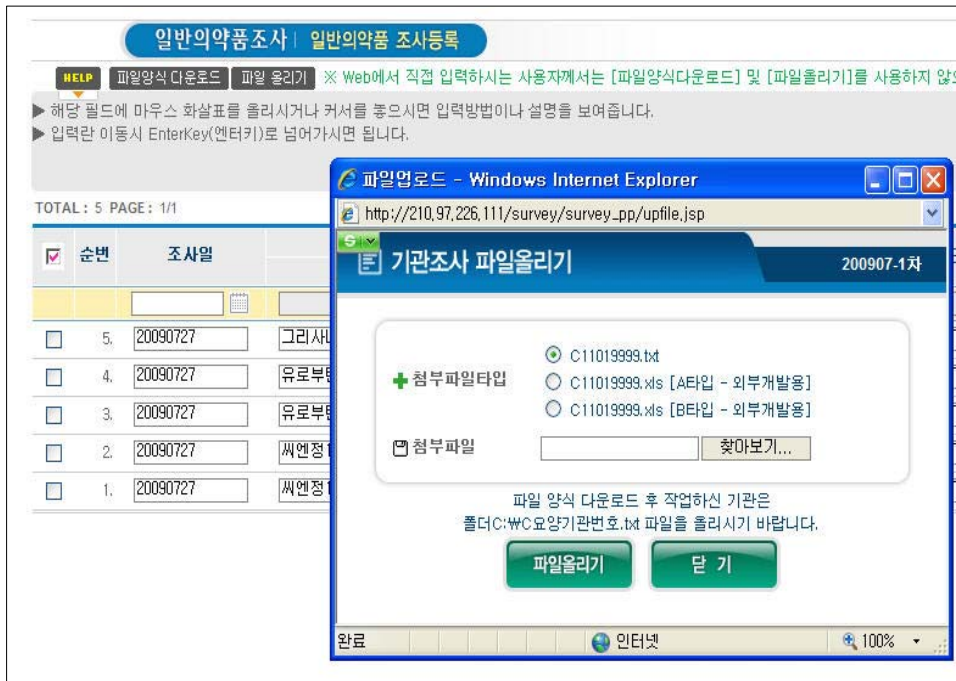 일반의약품조사 | 일반의약품 조사등록
HELP 파일양식 다운로드 파일 올리기 ※ Web에서 직접 입력하시는 사용자께서는 [파일양식다운로드] 및 [파일올리기]를 사용하지 않
▶ 해당 필드에 마우스 화살표를 올리시거나 커서를 놓으시면 입력방법이나 설명을 보여줍니다.
▶ 입력란 이동시 EnterKey(엔터키)로 넘어가시면 됩니다.
TOTAL : 5 PAGE : 1/1
순번 조사일
5. 20090727 그리사
4. 20090727 유로부
3. 20090727 유로부
2. 20090727 씨엔정1
1. 20090727 씨엔정1
파일업로드 - Windows Internet Explorer
http://210.97.226.111/survey/survey_pp/upfile.jsp
기관조사 파일올리기 200907-1차
첨부파일타입
C11019999.txt
C11019999.xls [A타입 - 외부개발용]
C11019999.xls [B타입 - 외부개발용]
첨부파일 찾아보기...
파일 양식 다운로드 후 작업하신 기관은
폴더C:₩C요양기관번호.txt 파일을 올리시기 바랍니다.
파일올리기 닫 기
완료 인터넷 100%